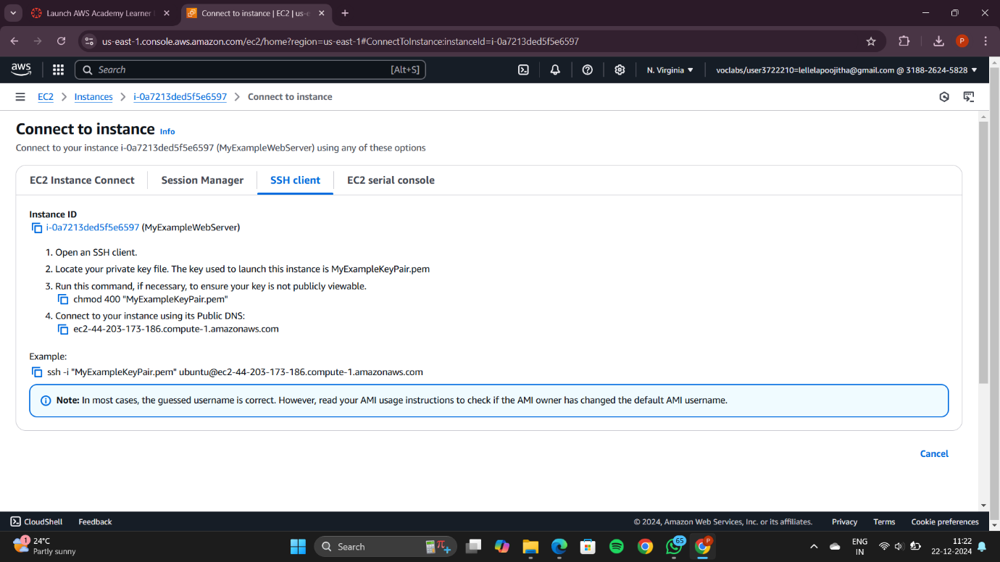 Launch AWS Academy Learner
Connect to instance | EC2 | us-e
us-east-1.console.aws.amazon.com/ec2/home?region=us-east-1#ConnectToInstance:instanceId=i-0a7213ded5f5e6597
P
aws
Search
[Alt+S]
N. Virginia
voclabs/user3722210=lellelapoojitha@gmail.com @ 3188-2624-5828
EC2 > Instances > i-0a7213ded5f5e6597 > Connect to instance
Connect to instance Info
Connect to your instance i-0a7213ded5f5e6597 (MyExampleWebServer) using any of these options
EC2 Instance Connect
Session Manager
SSH client
EC2 serial console
Instance ID
i-0a7213ded5f5e6597 (MyExampleWebServer)
1. Open an SSH client.
2. Locate your private key file. The key used to launch this instance is MyExampleKeyPair.pem
3. Run this command, if necessary, to ensure your key is not publicly viewable.
chmod 400 "MyExampleKeyPair.pem"
4. Connect to your instance using its Public DNS:
ec2-44-203-173-186.compute-1.amazonaws.com
Example:
ssh -i "MyExampleKeyPair.pem" ubuntu@ec2-44-203-173-186.compute-1.amazonaws.com
Note: In most cases, the guessed username is correct. However, read your AMI usage instructions to check if the AMI owner has changed the default AMI username.
Cancel
CloudShell
Feedback
© 2024, Amazon Web Services, Inc. or its affiliates.
Privacy
Terms
Cookie preferences
1
24°C
Partly sunny
Search
65
P
ENG
IN
11:22
22-12-2024